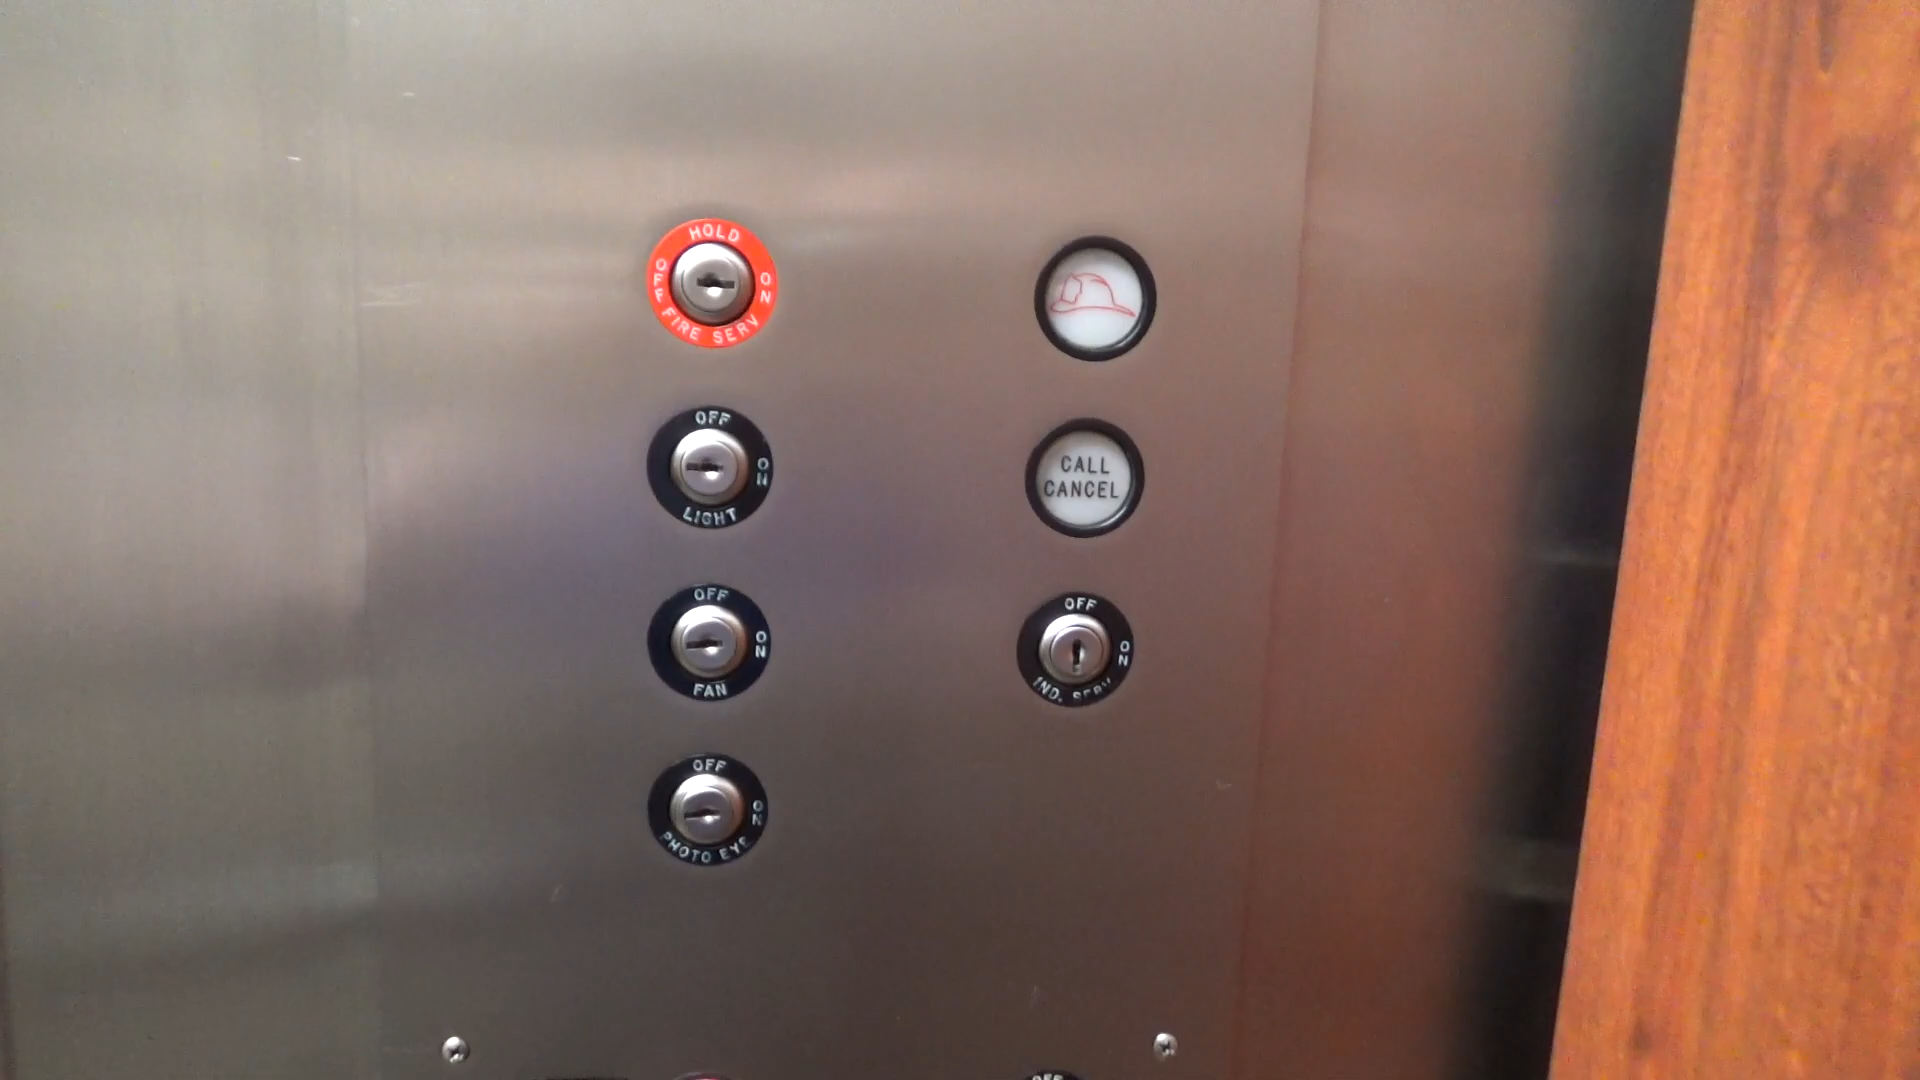 HOLD
OFF
ON
FIRE SERV
OFF
ON
LIGHT
CALL
CANCEL
OFF
ON
FAN
OFF
ON
IND. SERV
OFF
ON
PHOTO EYE
OFF